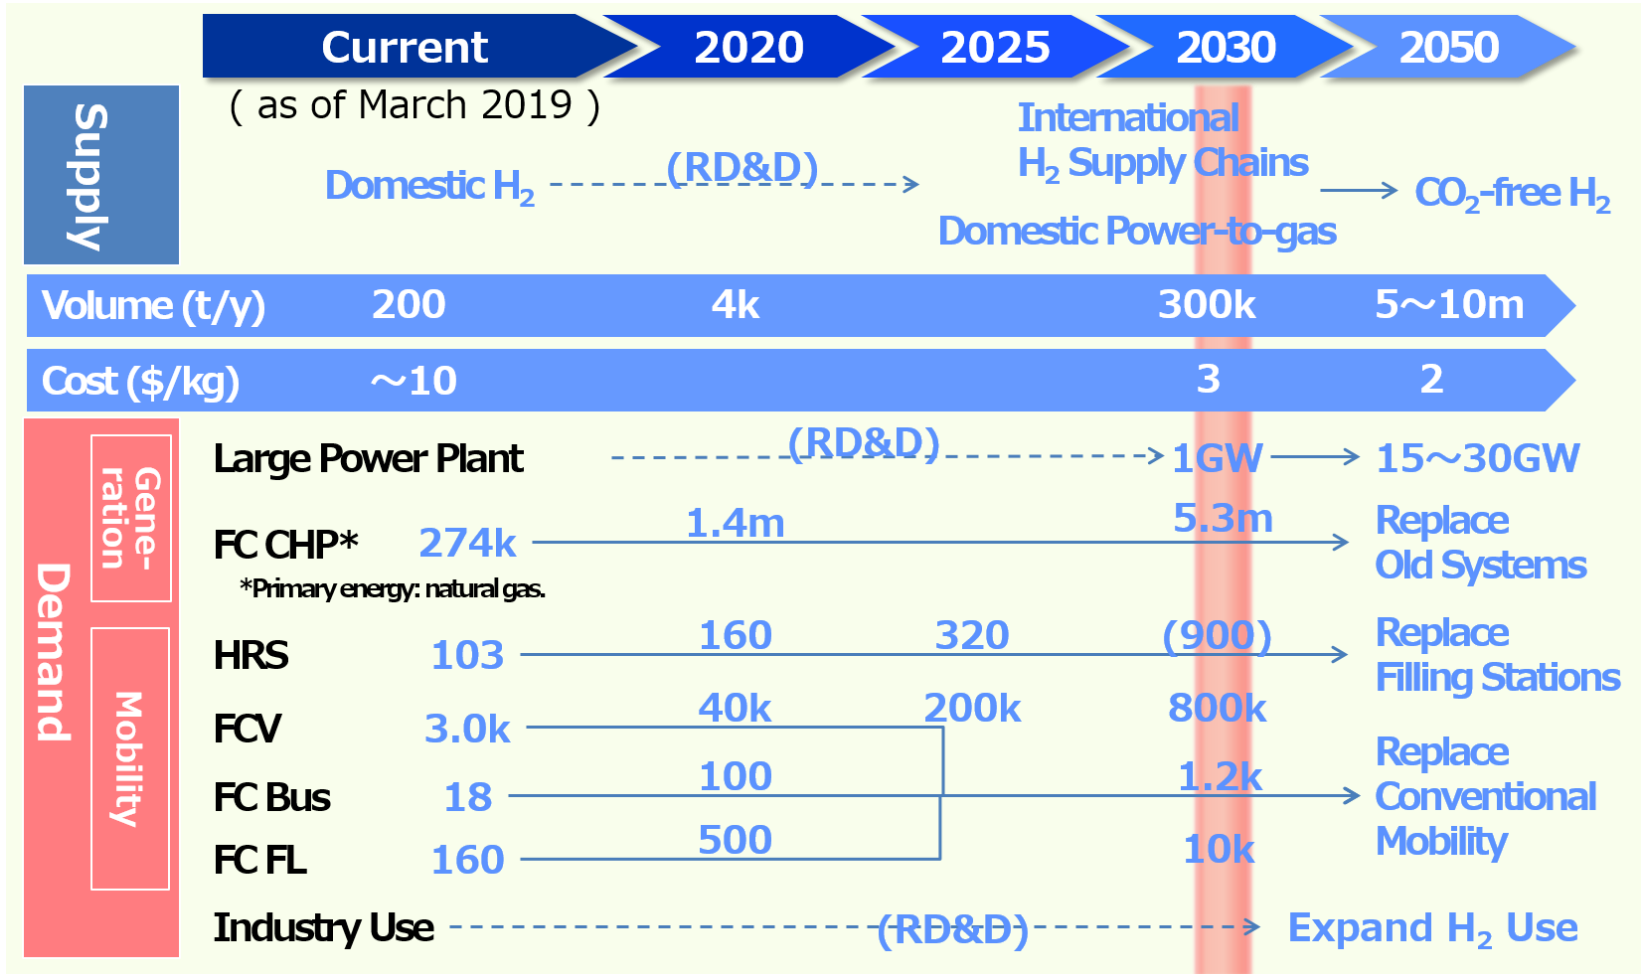 Current 2020 2025 2030 2050
( as of March 2019 )
Supply
International
H₂ Supply Chains
Domestic H₂ (RD&D)
CO₂-free H₂
Domestic Power-to-gas
Volume (t/y) 200 4k 300k 5～10m
Cost ($/kg) ～10 3 2
Demand
Gene-
ration
Large Power Plant (RD&D) 1GW 15～30GW
FC CHP* 274k 1.4m 5.3m Replace
Old Systems
*Primary energy: natural gas.
Mobility
HRS 103 160 320 (900) Replace
Filling Stations
FCV 3.0k 40k 200k 800k
FC Bus 18 100 1.2k Replace
Conventional
Mobility
FC FL 160 500 10k
Industry Use (RD&D) Expand H₂ Use